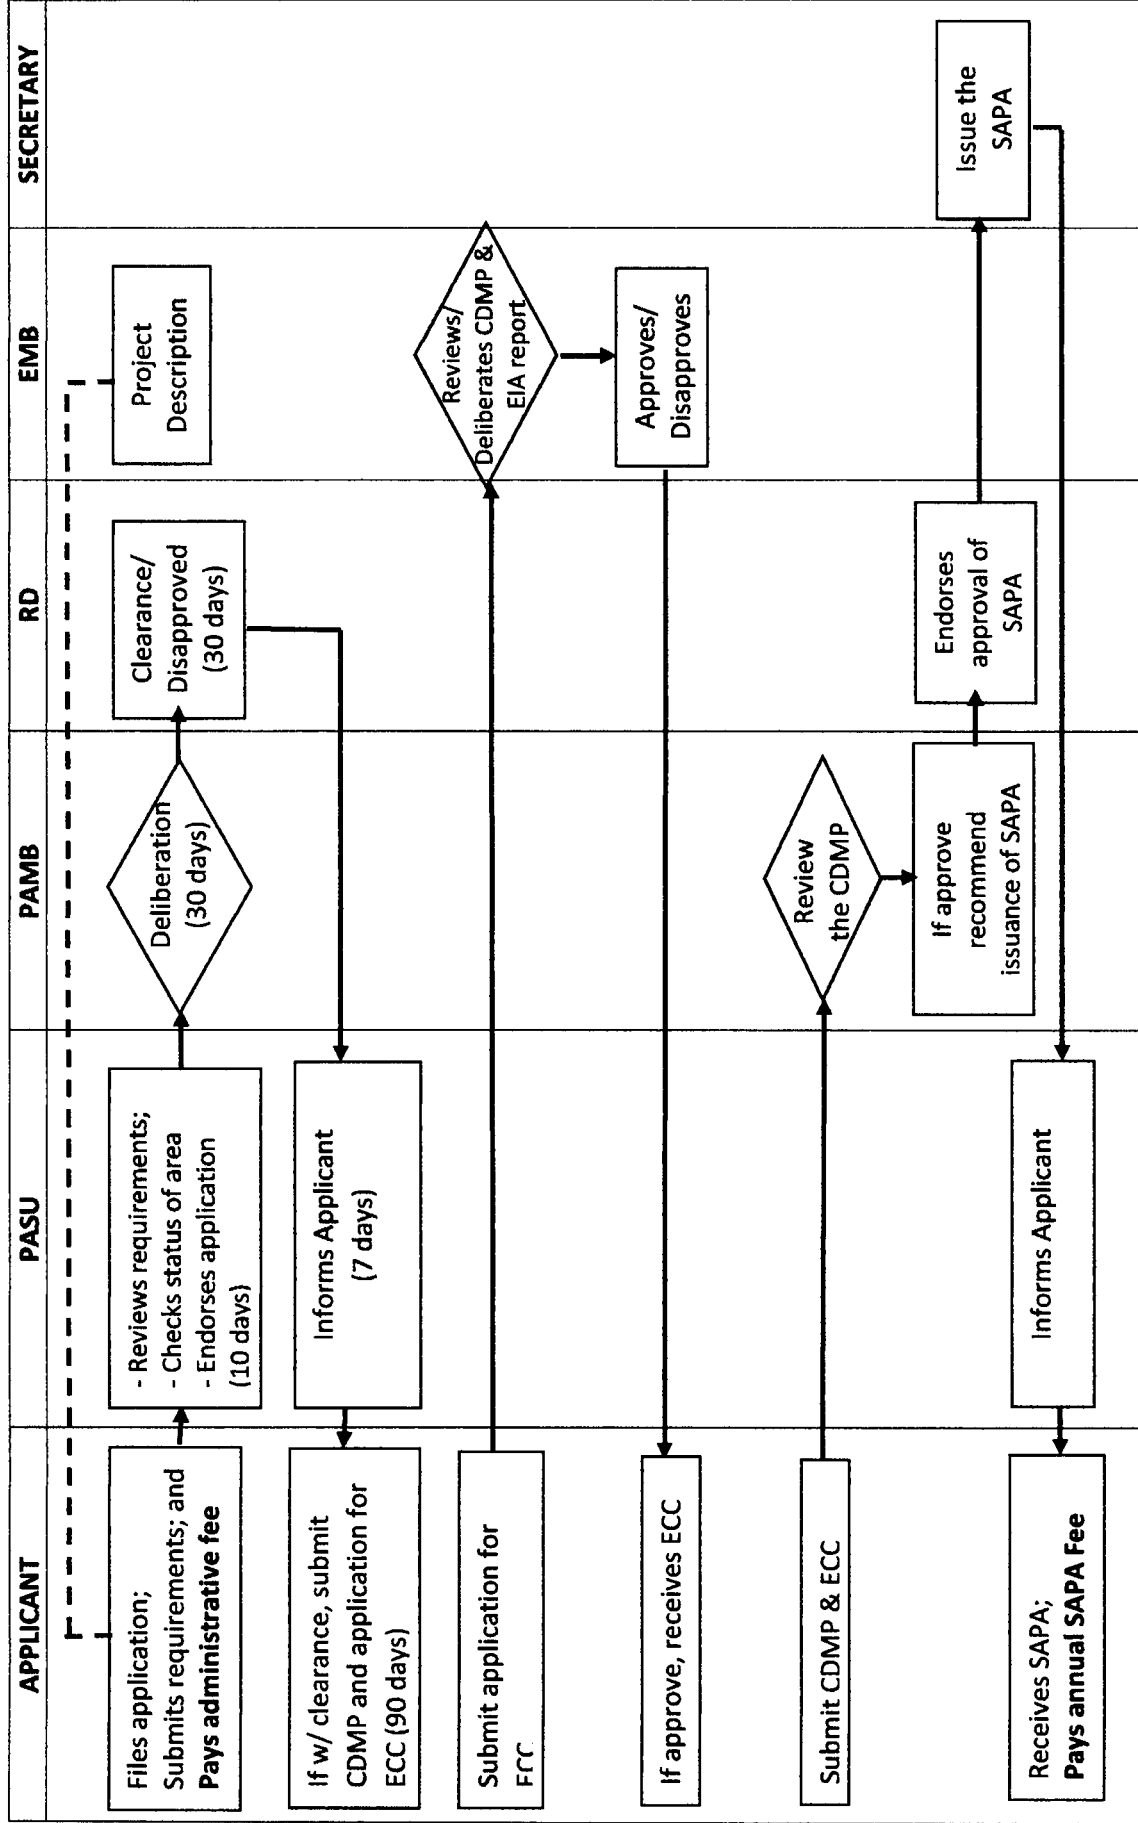 APPLICANT
PASU
PAMB
RD
EMB
SECRETARY
Files application;
Submits requirements; and
Pays administrative fee
- Reviews requirements;
- Checks status of area
- Endorses application
(10 days)
Deliberation
(30 days)
Clearance/
Disapproved
(30 days)
Project
Description
Informs Applicant
(7 days)
If w/ clearance, submit
CDMP and application for
ECC (90 days)
Submit application for
ECC
Reviews/
Deliberates CDMP &
EIA report
Approves/
Disapproves
If approve, receives ECC
Submit CDMP & ECC
Review
the CDMP
If approve
recommend
issuance of SAPA
Endorses
approval of
SAPA
Issue the
SAPA
Informs Applicant
Receives SAPA;
Pays annual SAPA Fee